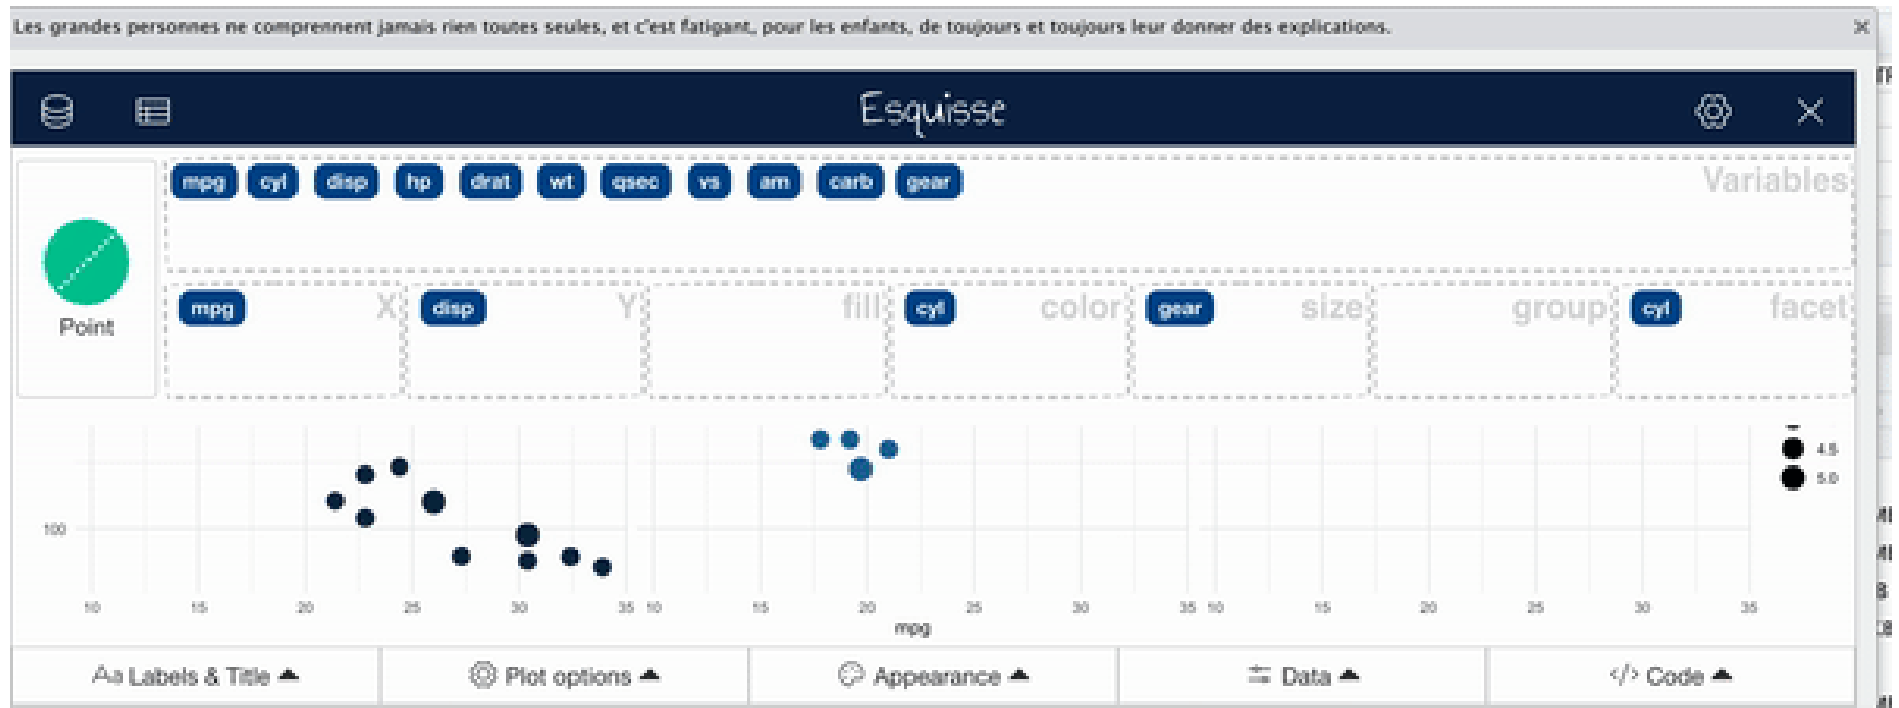 Les grandes personnes ne comprennent jamais rien toutes seules, et c'est fatigant, pour les enfants, de toujours et toujours leur donner des explications.
Esquisse
mpg cyl disp hp drat wt qsec vs am carb gear Variables
Point
mpg X disp Y fill cyl color gear size group cyl facet
4.5
5.0
100
10 15 20 25 30 35 10 15 20 25 30 35 10 15 20 25 30 35
mpg
Aa Labels & Title Plot options Appearance Data </> Code